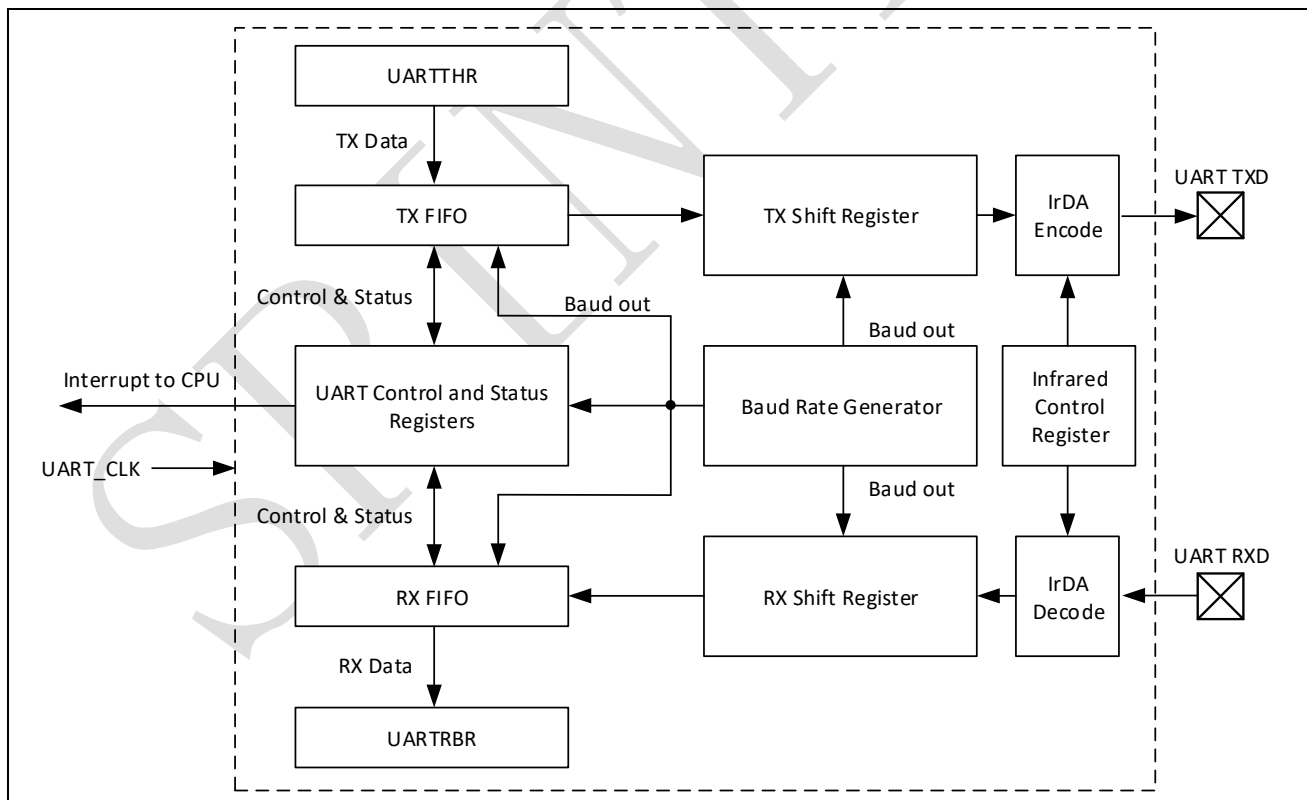 UARTTHR
TX Data
TX FIFO
TX Shift Register
IrDA
Encode
UART TXD
Control & Status
Baud out
Baud out
Interrupt to CPU
UART Control and Status
Registers
Baud Rate Generator
Infrared
Control
Register
UART_CLK
Control & Status
Baud out
RX FIFO
RX Shift Register
IrDA
Decode
UART RXD
RX Data
UARTRBR